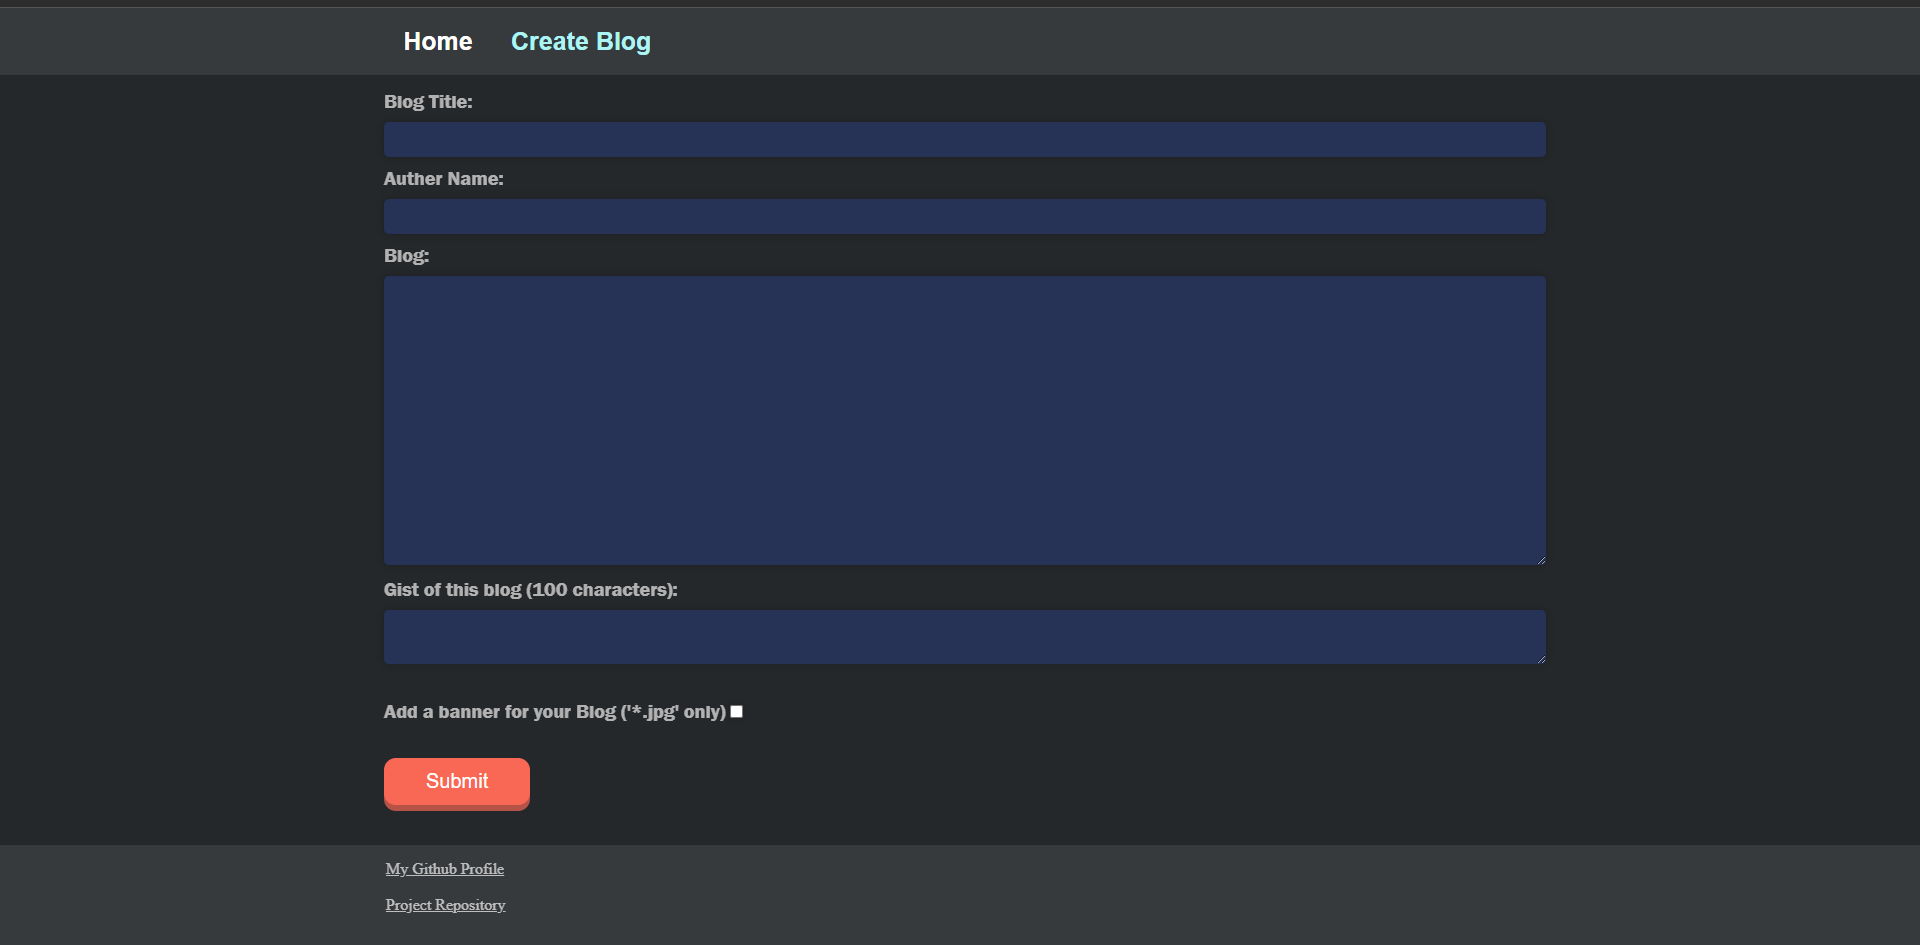 Home Create Blog
Blog Title:
Auther Name:
Blog:
Gist of this blog (100 characters):
Add a banner for your Blog ('*.jpg' only)
Submit
My Github Profile
Project Repository